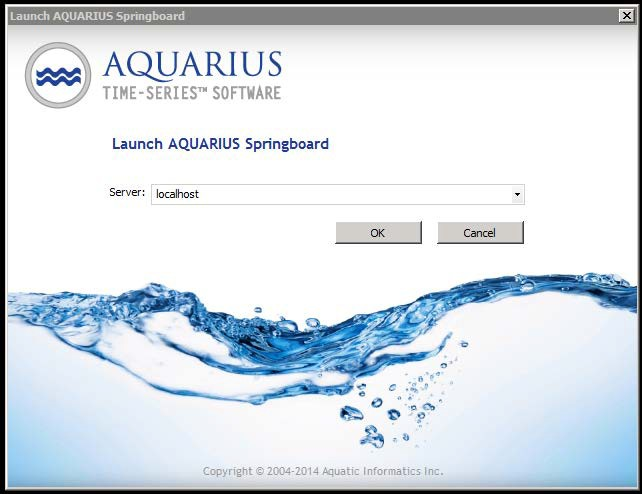 Launch AQUARIUS Springboard
AQUARIUS
TIME-SERIES™ SOFTWARE
Launch AQUARIUS Springboard
Server: localhost
OK Cancel
Copyright © 2004-2014 Aquatic Informatics Inc.